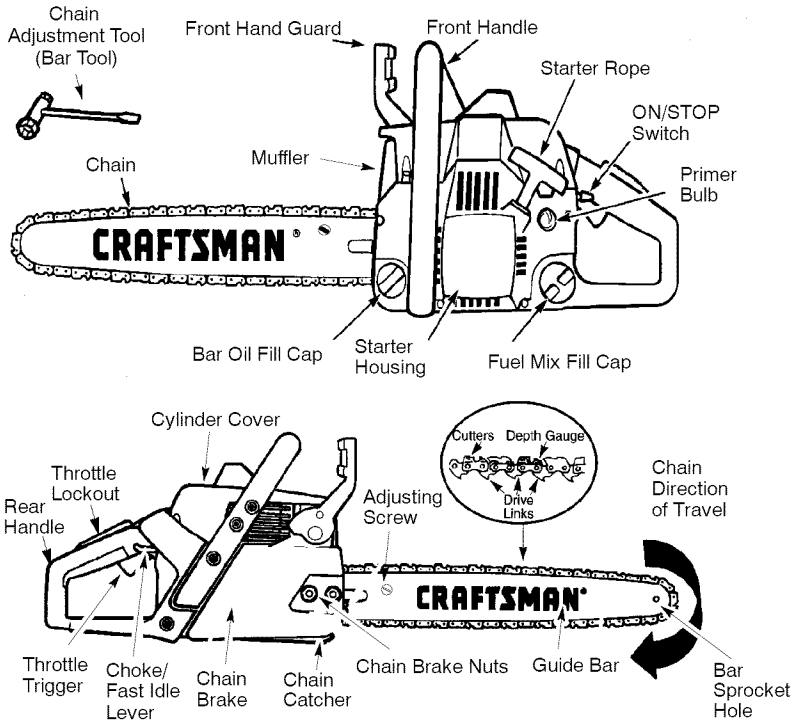 Chain
Adjustment Tool
(Bar Tool)
Front Hand Guard
Front Handle
Starter Rope
ON/STOP
Switch
Primer
Bulb
Muffler
Chain
CRAFTSMAN
Bar Oil Fill Cap
Starter
Housing
Fuel Mix Fill Cap
Cylinder Cover
Throttle
Lockout
Rear
Handle
Adjusting
Screw
Cutters
Depth Gauge
Drive
Links
Chain
Direction
of Travel
CRAFTSMAN
Throttle
Trigger
Choke/
Fast Idle
Lever
Chain
Brake
Chain
Catcher
Chain Brake Nuts
Guide Bar
Bar
Sprocket
Hole